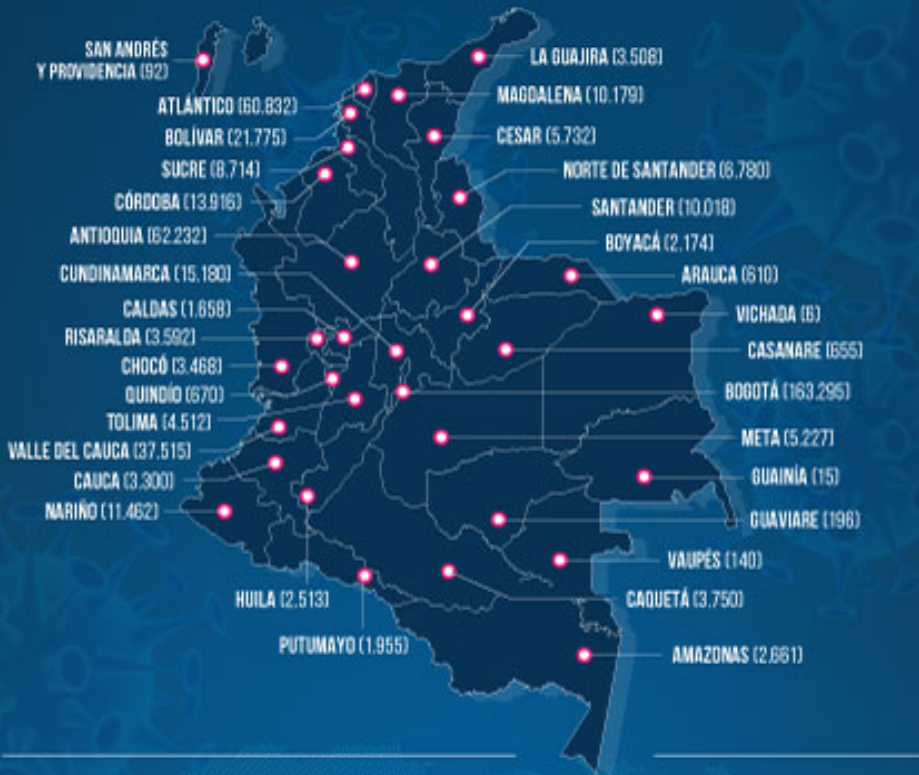 SAN ANDRÉS
Y PROVIDENCIA (92)
ATLÁNTICO (60.832)
BOLÍVAR (21.775)
SUCRE (8.714)
CÓRDOBA (13.916)
ANTIOQUIA (62.232)
CUNDINAMARCA (15.180)
CALDAS (1.658)
RISARALDA (3.592)
CHOCÓ (3.468)
QUINDÍO (670)
TOLIMA (4.512)
VALLE DEL CAUCA (37.515)
CAUCA (3.300)
NARIÑO (11.462)
HUILA (2.513)
PUTUMAYO (1.955)
LA GUAJIRA (3.508)
MAGDALENA (10.179)
CESAR (5.732)
NORTE DE SANTANDER (6.780)
SANTANDER (10.018)
BOYACÁ (2.174)
ARAUCA (610)
VICHADA (6)
CASANARE (655)
BOGOTÁ (163.295)
META (5.227)
GUAINÍA (15)
GUAVIARE (196)
VAUPÉS (140)
CAQUETÁ (3.750)
AMAZONAS (2.661)